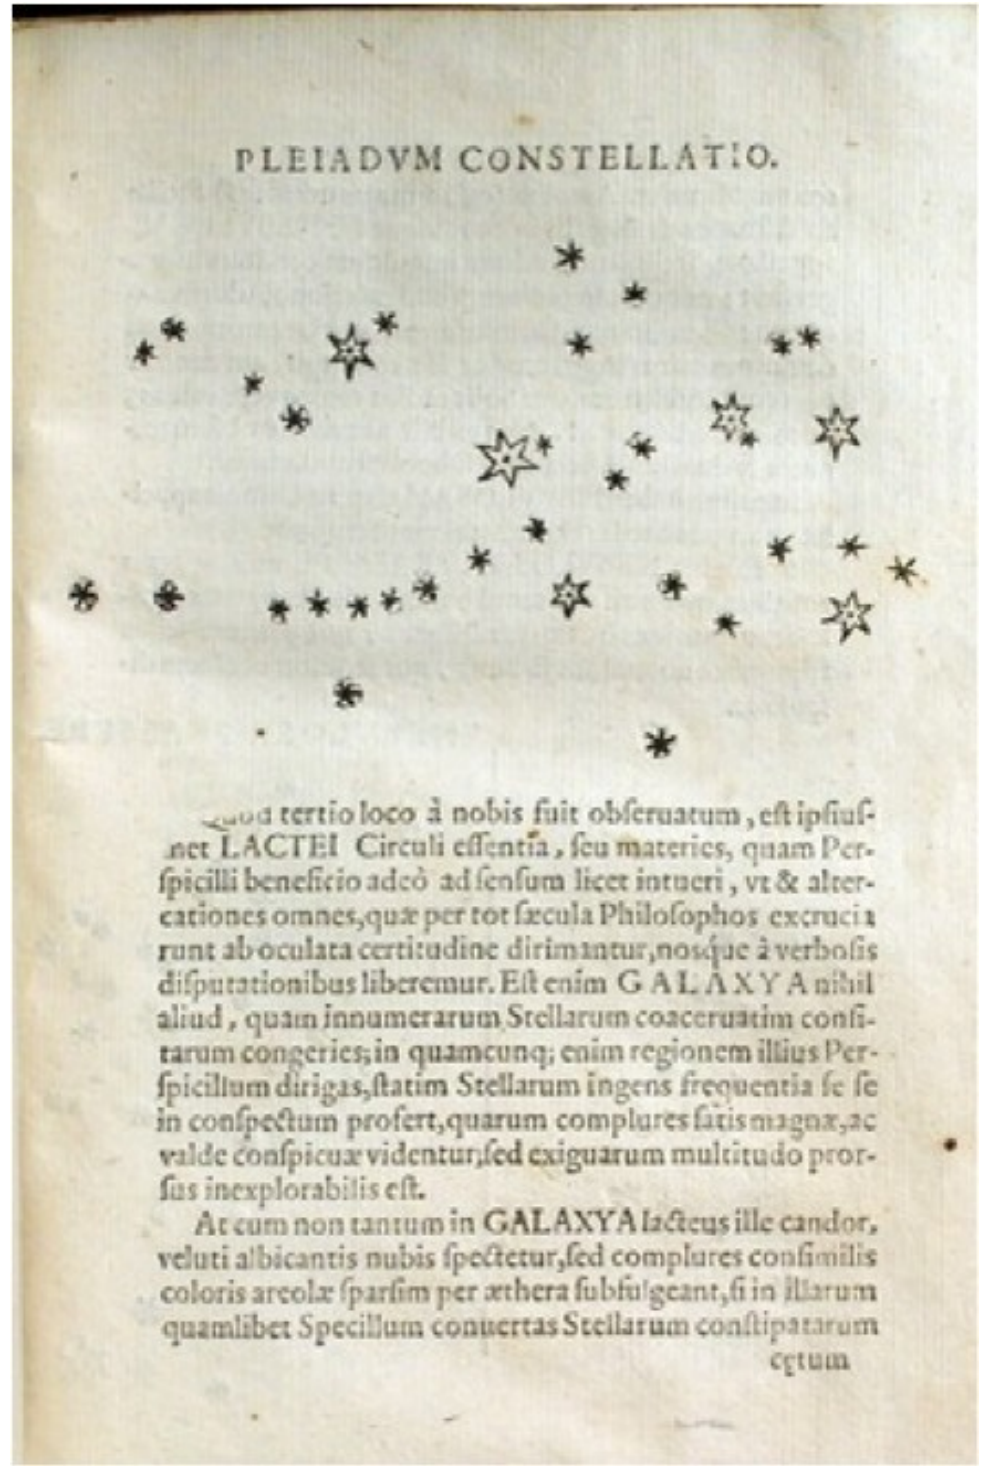 PLEIADVM CONSTELLATIO.
tertio loco à nobis fuit obſeruatum, eſt ipſiuſ-
net LACTEI Circuli eſſentia, ſeu materies, quam Per-
ſpicilli beneficio adeò ad ſenſum licet intueri, vt & alter-
cationes omnes, quæ per tot ſæcula Philoſophos excrucia
runt ab oculata certitudine dirimantur, nosque à verboſis
diſputationibus liberemur. Eſt enim GALAXYA nihil
aliud, quam innumerarum Stellarum coaceruatim conſi-
tarum congeries; in quamcunq; enim regionem illius Per-
ſpicillum dirigas, ſtatim Stellarum ingens frequentia ſe ſe
in conſpectum profert, quarum complures ſatis magnæ, ac
valde conſpicuæ videntur; ſed exiguarum multitudo pror-
ſus inexplorabilis eſt.
At cum non tantum in GALAXYA lacteus ille candor,
veluti albicantis nubis ſpectetur, ſed complures conſimilis
coloris areolæ ſparſim per æthera ſubfulgeant, ſi in illarum
quamlibet Specillum conuertas Stellarum conſtipatarum
cętum